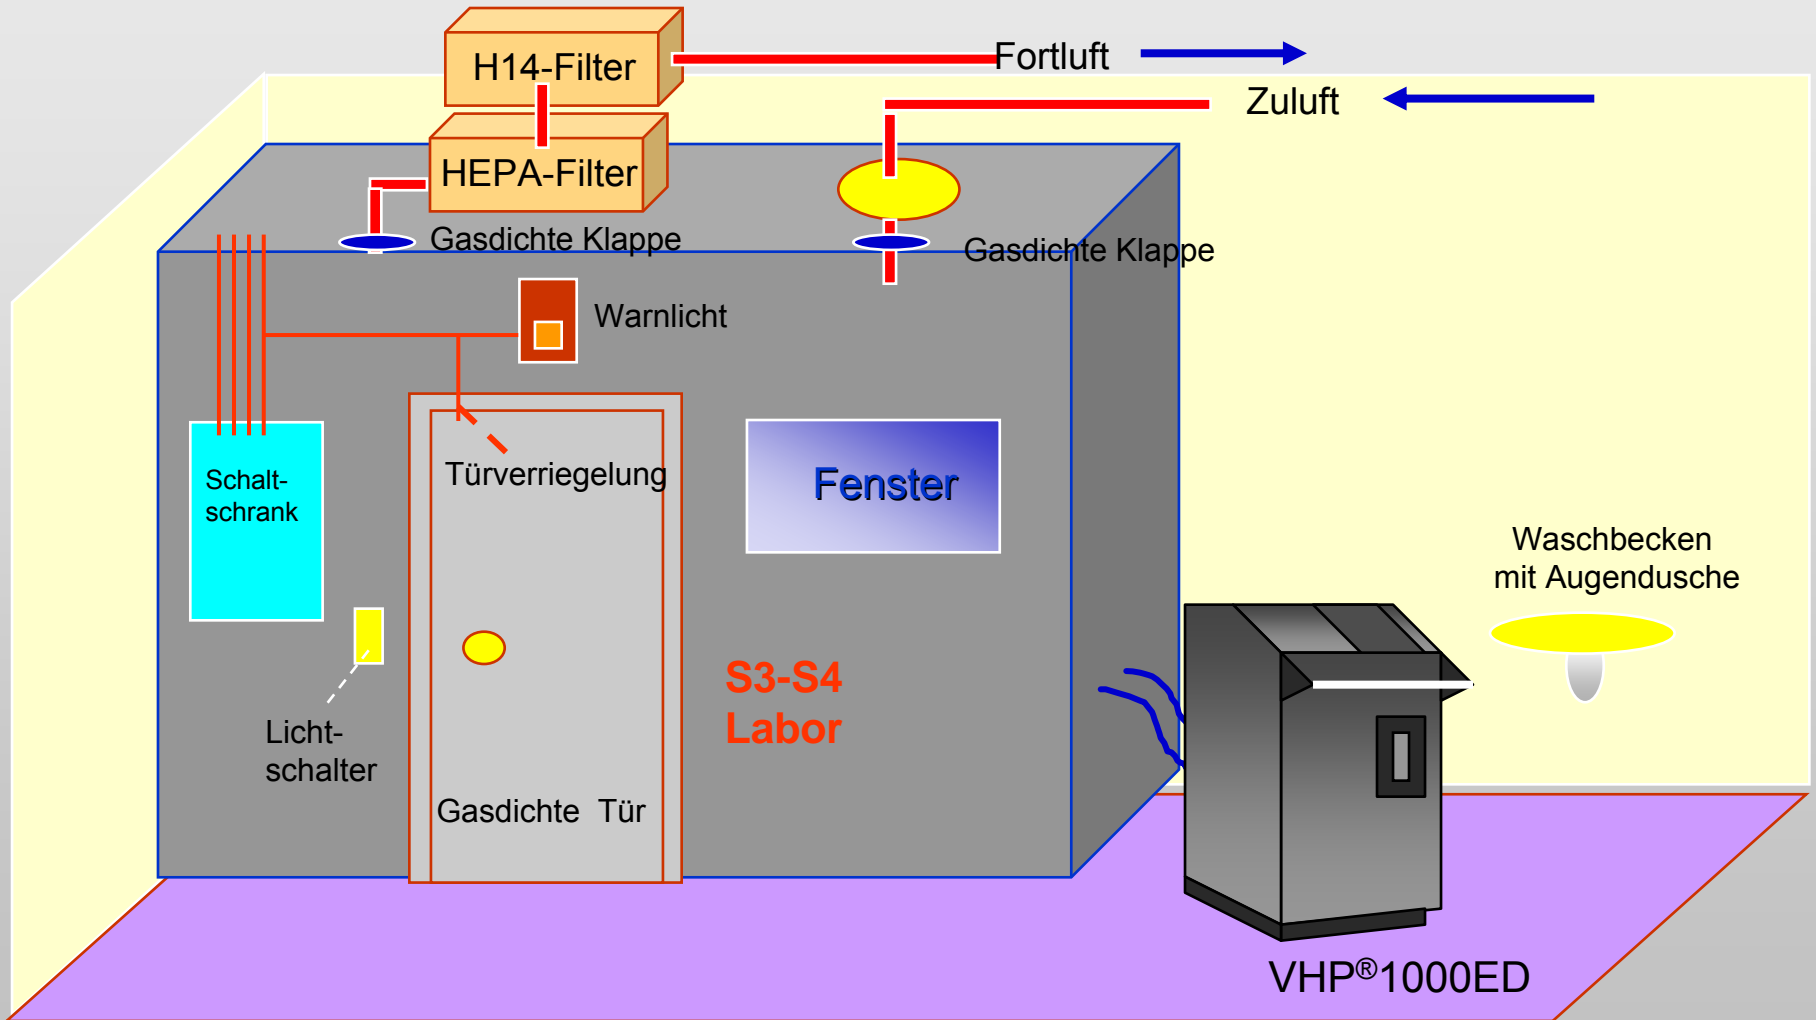 H14-Filter
Fortluft
Zuluft
HEPA-Filter
Gasdichte Klappe
Gasdichte Klappe
Warnlicht
Türverriegelung
Schalt-
schrank
Fenster
Waschbecken
mit Augendusche
S3-S4
Labor
Licht-
schalter
Gasdichte Tür
VHP®1000ED